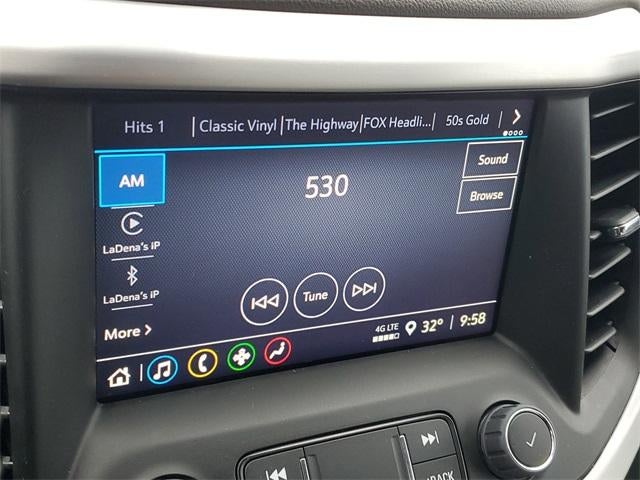 Hits 1 Classic Vinyl The Highway FOX Headli... 50s Gold
AM
530
Sound
Browse
LaDena's iP
LaDena's iP
Tune
More
4G LTE
32° 9:58
BACK